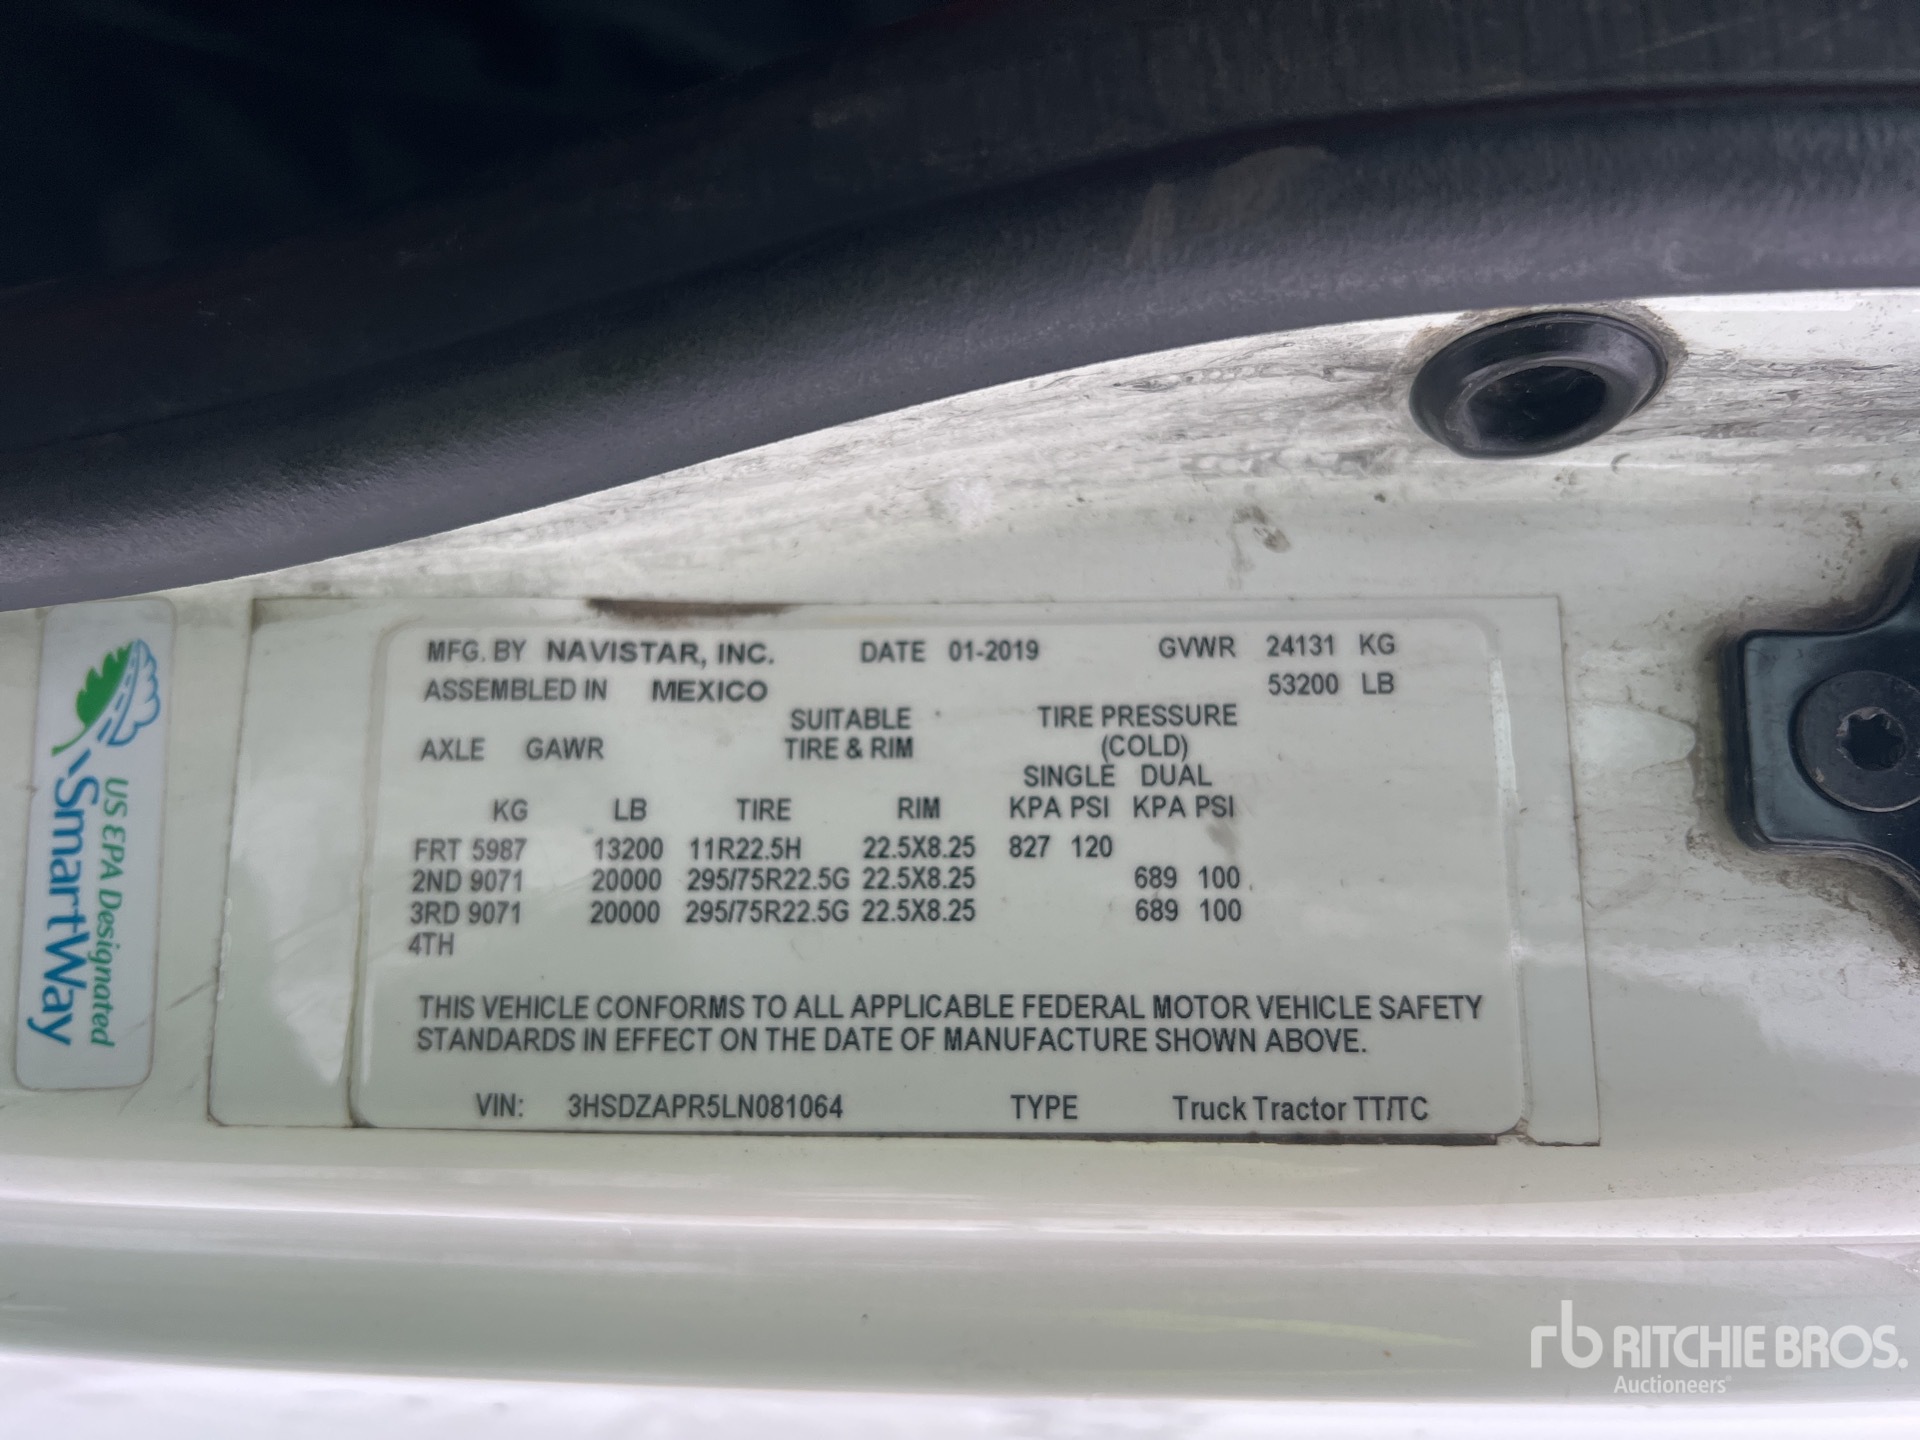 US EPA Designated
SmartWay
MFG. BY NAVISTAR, INC. DATE 01-2019 GVWR 24131 KG
ASSEMBLED IN MEXICO 53200 LB
SUITABLE TIRE PRESSURE
AXLE GAWR TIRE & RIM (COLD)
SINGLE DUAL
KG LB TIRE RIM KPA PSI KPA PSI
FRT 5987 13200 11R22.5H 22.5X8.25 827 120
2ND 9071 20000 295/75R22.5G 22.5X8.25 689 100
3RD 9071 20000 295/75R22.5G 22.5X8.25 689 100
4TH
THIS VEHICLE CONFORMS TO ALL APPLICABLE FEDERAL MOTOR VEHICLE SAFETY
STANDARDS IN EFFECT ON THE DATE OF MANUFACTURE SHOWN ABOVE.
VIN: 3HSDZAPR5LN081064 TYPE Truck Tractor TT/TC
rb RITCHIE BROS.
Auctioneers